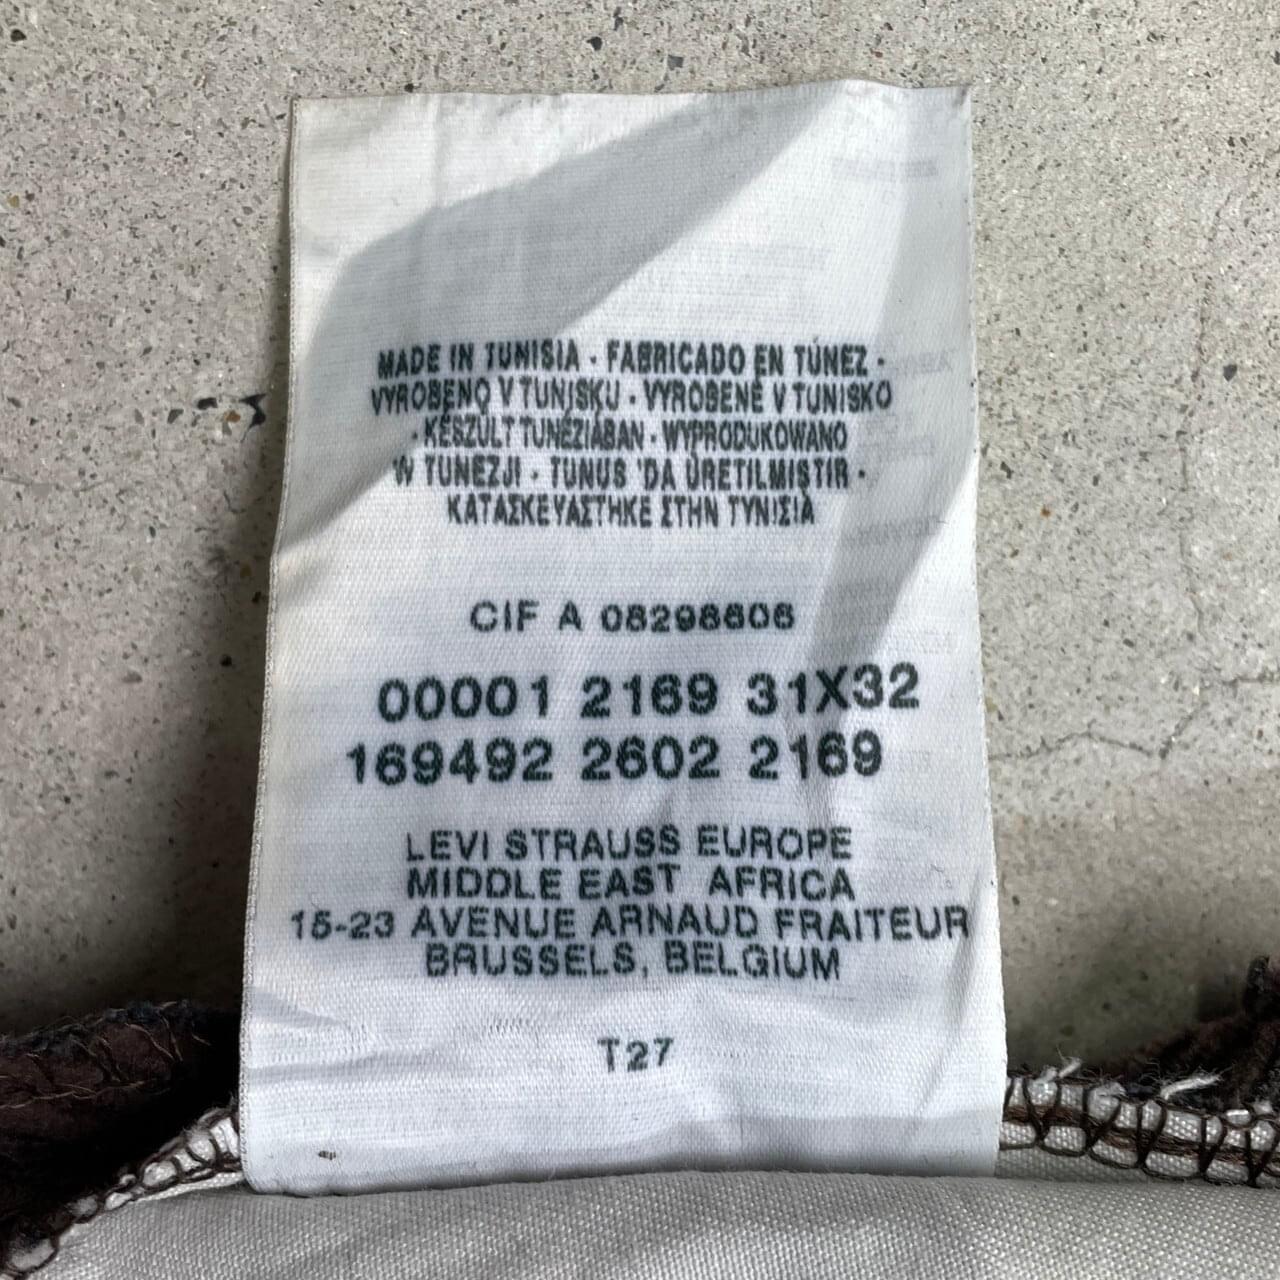 MADE IN TUNISIA - FABRICADO EN TÚNEZ -
VYROBENO V TUNISKU - VYROBENÉ V TUNISKO
- KÉSZÜLT TUNÉZIÁBAN - WYPRODUKOWANO
W TUNEZJI - TUNUS 'DA ÜRETILMISTIR -
ΚΑΤΑΣΚΕΥΑΣΤΗΚΕ ΣΤΗΝ ΤΥΝΙΣΙΑ
CIF A 08298606
00001 2169 31X32
169492 2602 2169
LEVI STRAUSS EUROPE
MIDDLE EAST AFRICA
15-23 AVENUE ARNAUD FRAITEUR
BRUSSELS, BELGIUM
T27